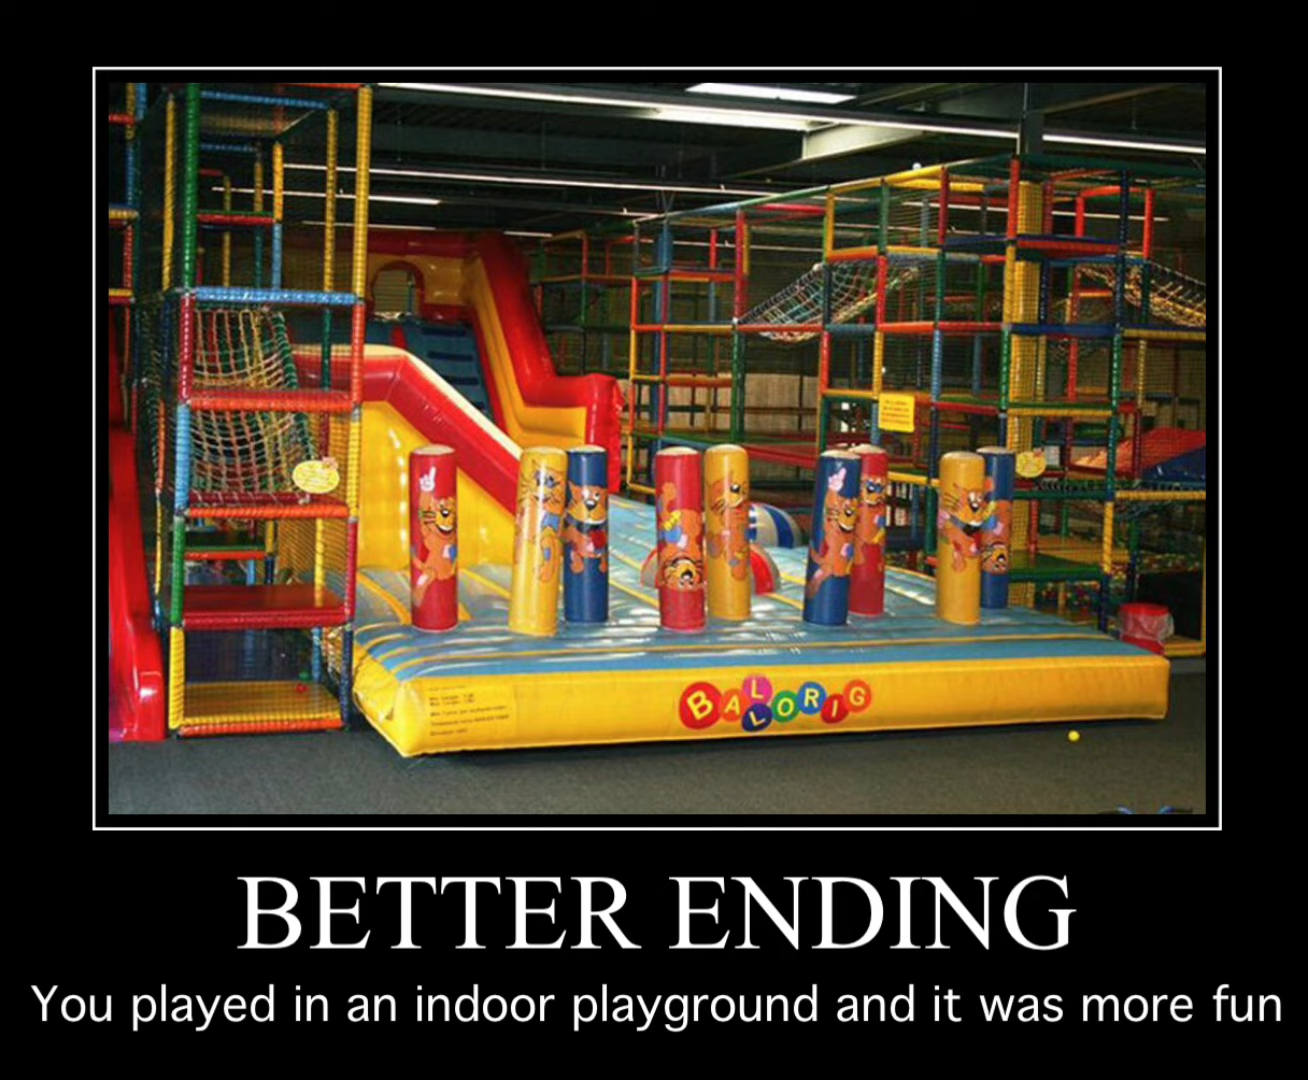 BALLORIG
BETTER ENDING
You played in an indoor playground and it was more fun